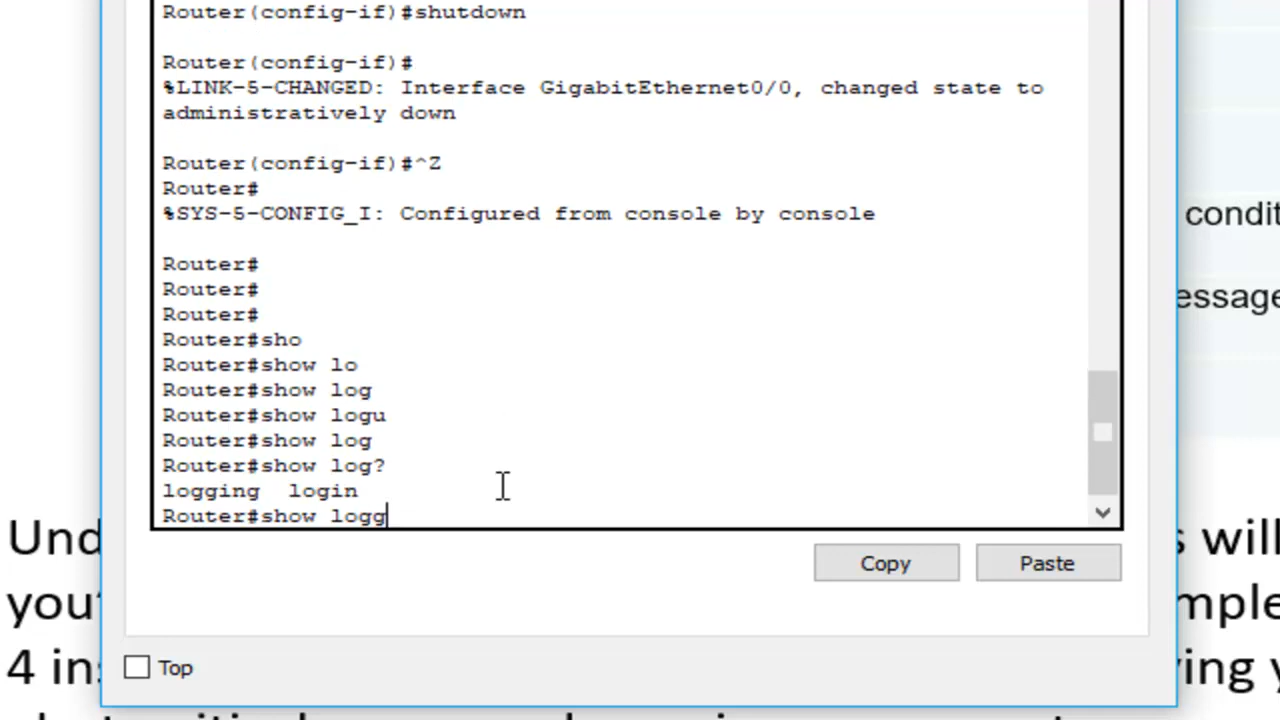 Router(config-if)#shutdown
Router(config-if)#
%LINK-5-CHANGED: Interface GigabitEthernet0/0, changed state to
administratively down
Router(config-if)#^Z
Router#
%SYS-5-CONFIG_I: Configured from console by console
Router#
Router#
Router#
Router#sho
Router#show lo
Router#show log
Router#show logu
Router#show log
Router#show log?
logging  login
Router#show logg
Copy Paste
Top
condit
essage
Und s will
you' mple
4 ins ving y